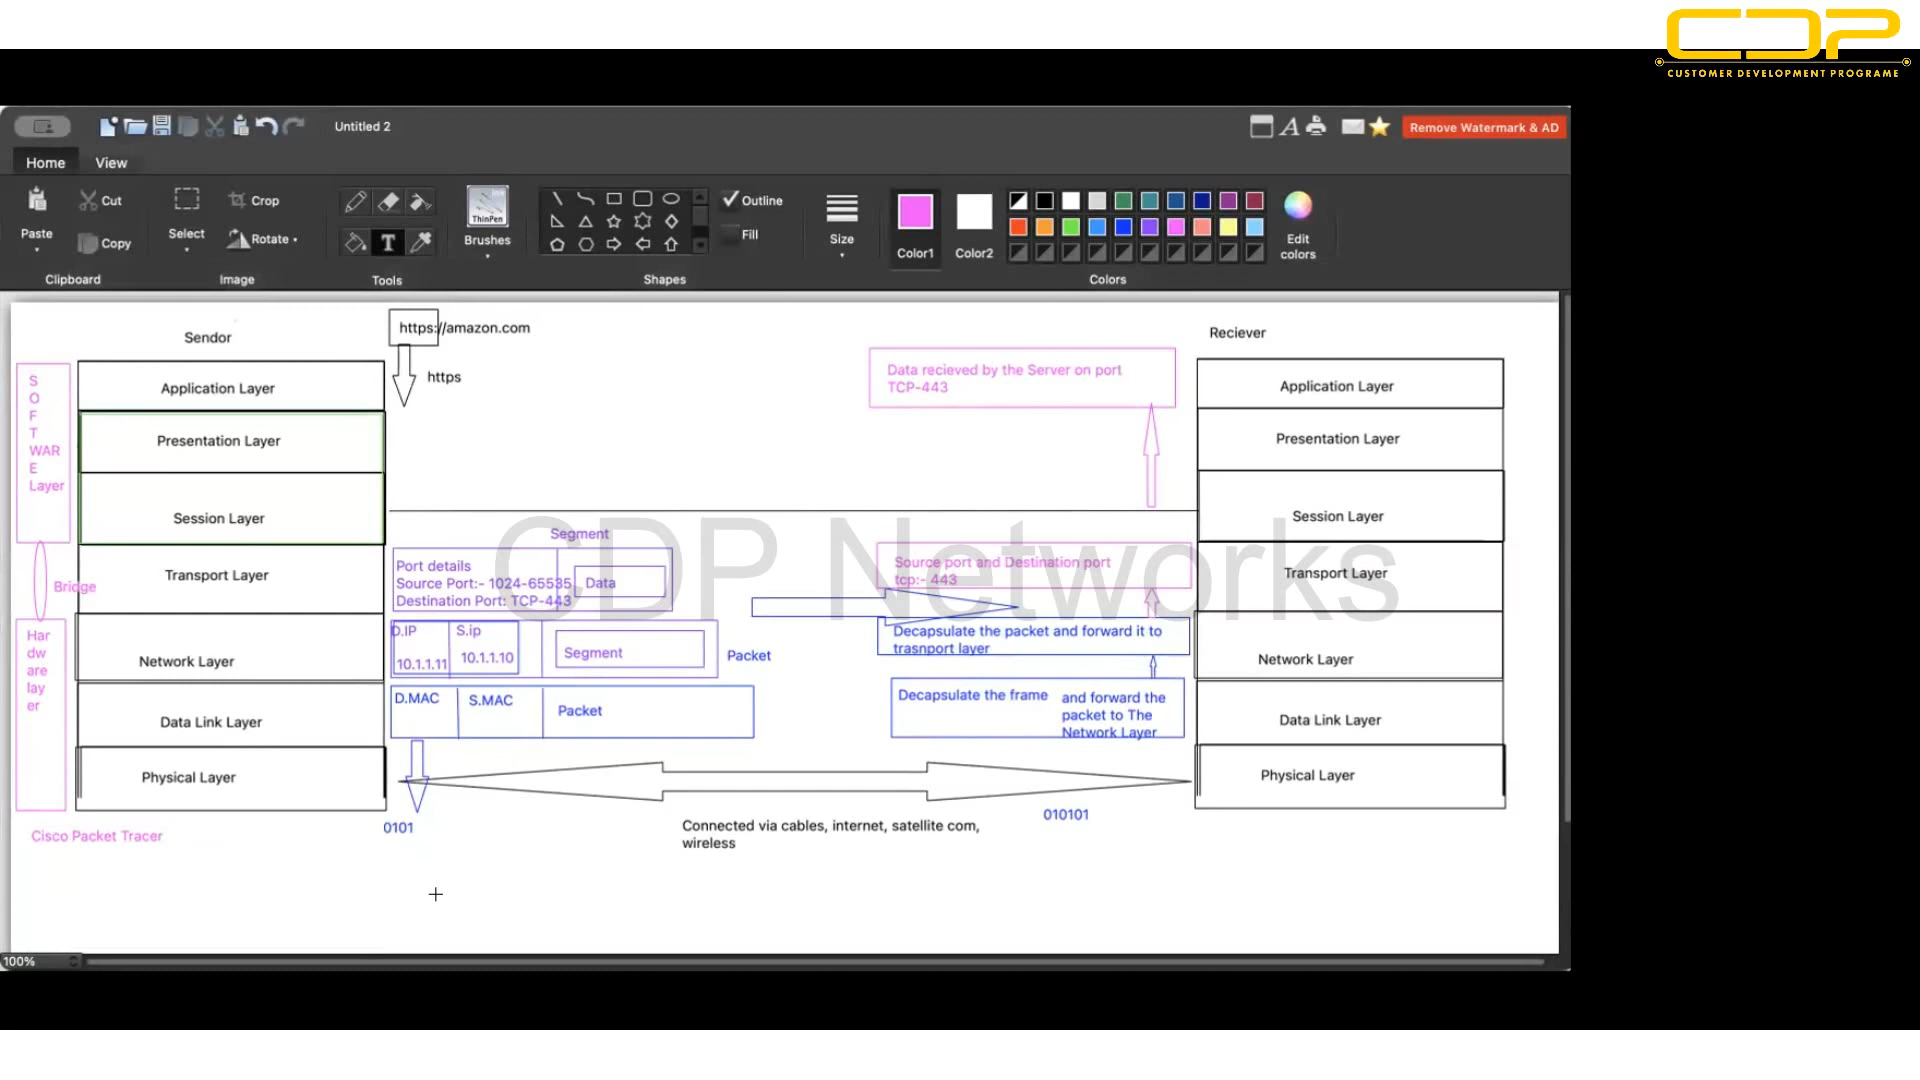 CDP
CUSTOMER DEVELOPMENT PROGRAME
Untitled 2
Remove Watermark & AD
Home
View
Paste
Cut
Copy
Clipboard
Select
Crop
Rotate
Image
Tools
ThinPen
Brushes
Outline
Fill
Shapes
Size
Color1
Color2
Edit
colors
Colors
Sendor
https://amazon.com
https
Reciever
S
O
F
T
WAR
E
Layer
Bridge
Har
dw
are
lay
er
Application Layer
Presentation Layer
Session Layer
Transport Layer
Network Layer
Data Link Layer
Physical Layer
Cisco Packet Tracer
Segment
Port details
Source Port:- 1024-65535
Destination Port: TCP-443
Data
D.IP
S.ip
10.1.1.11
10.1.1.10
Segment
Packet
D.MAC
S.MAC
Packet
0101
Data recieved by the Server on port
TCP-443
Source port and Destination port
tcp:- 443
Decapsulate the packet and forward it to
trasnport layer
Decapsulate the frame
and forward the
packet to The
Network Layer
010101
Connected via cables, internet, satellite com,
wireless
Application Layer
Presentation Layer
Session Layer
Transport Layer
Network Layer
Data Link Layer
Physical Layer
CDP Networks
100%